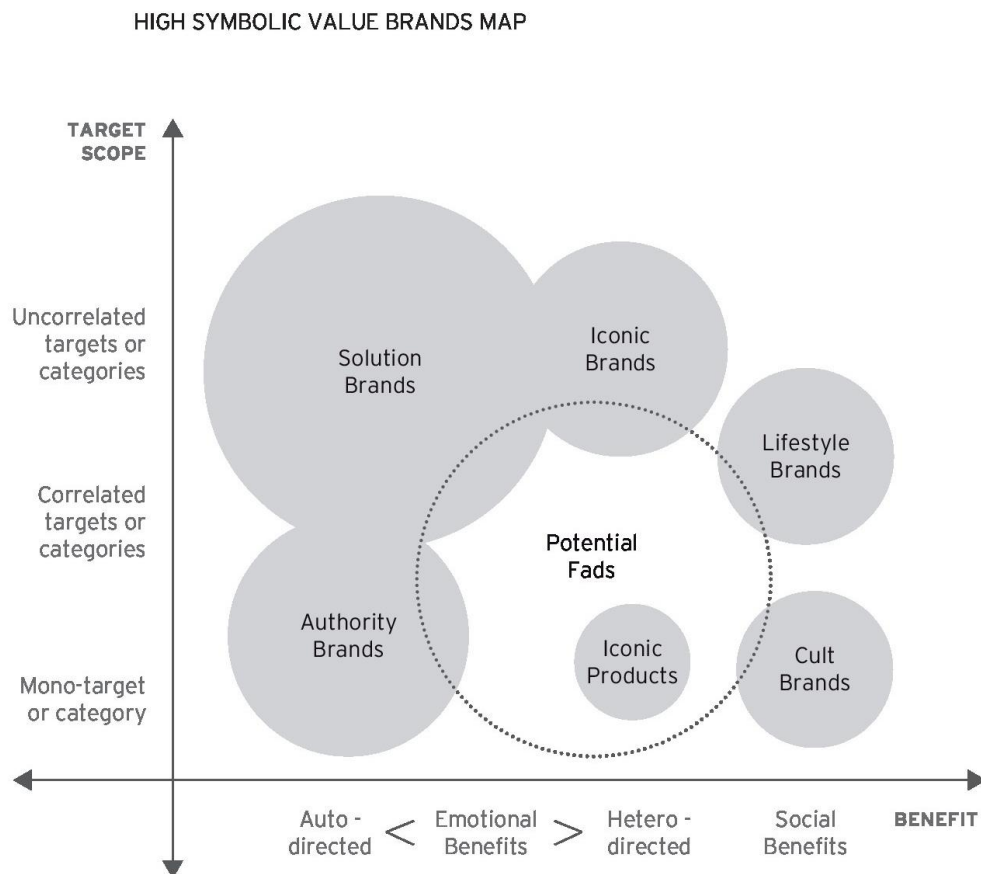 HIGH SYMBOLIC VALUE BRANDS MAP
TARGET
SCOPE
Uncorrelated
targets or
categories
Correlated
targets or
categories
Mono-target
or category
Solution
Brands
Iconic
Brands
Lifestyle
Brands
Potential
Fads
Authority
Brands
Iconic
Products
Cult
Brands
Auto -
directed
<
Emotional
Benefits
>
Hetero -
directed
Social
Benefits
BENEFIT